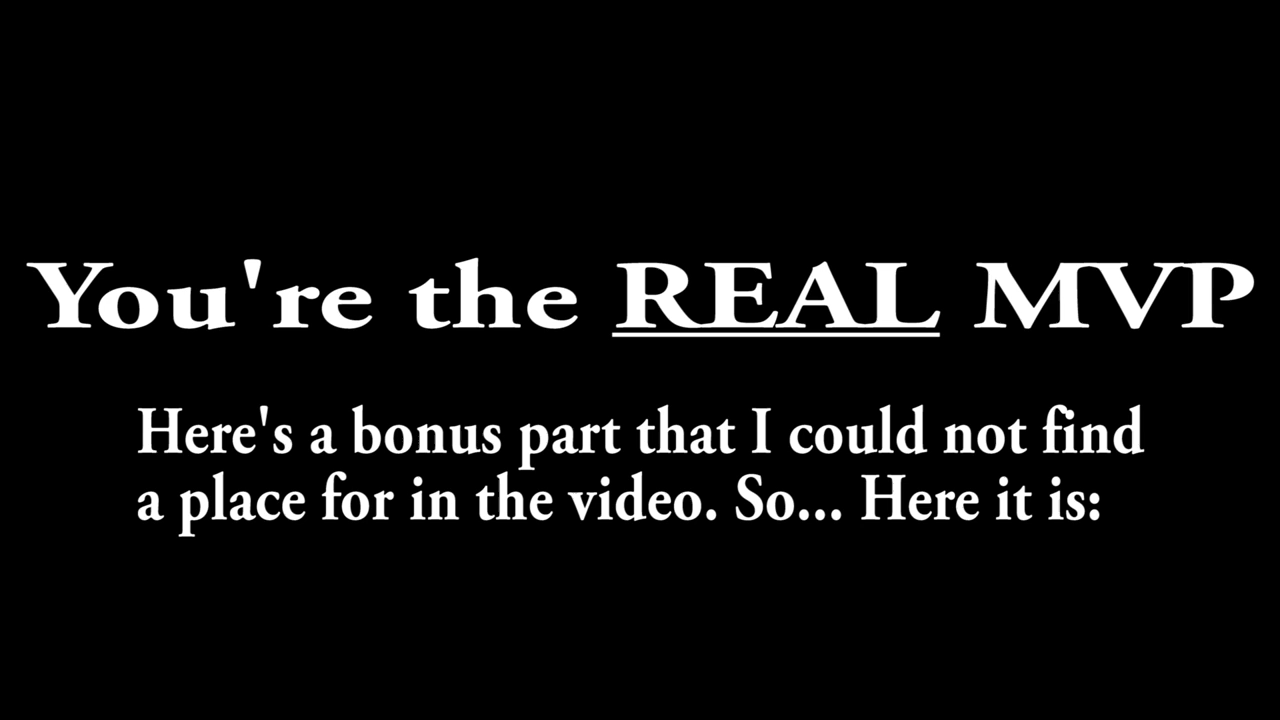 You're the REAL MVP
Here's a bonus part that I could not find
a place for in the video. So... Here it is: